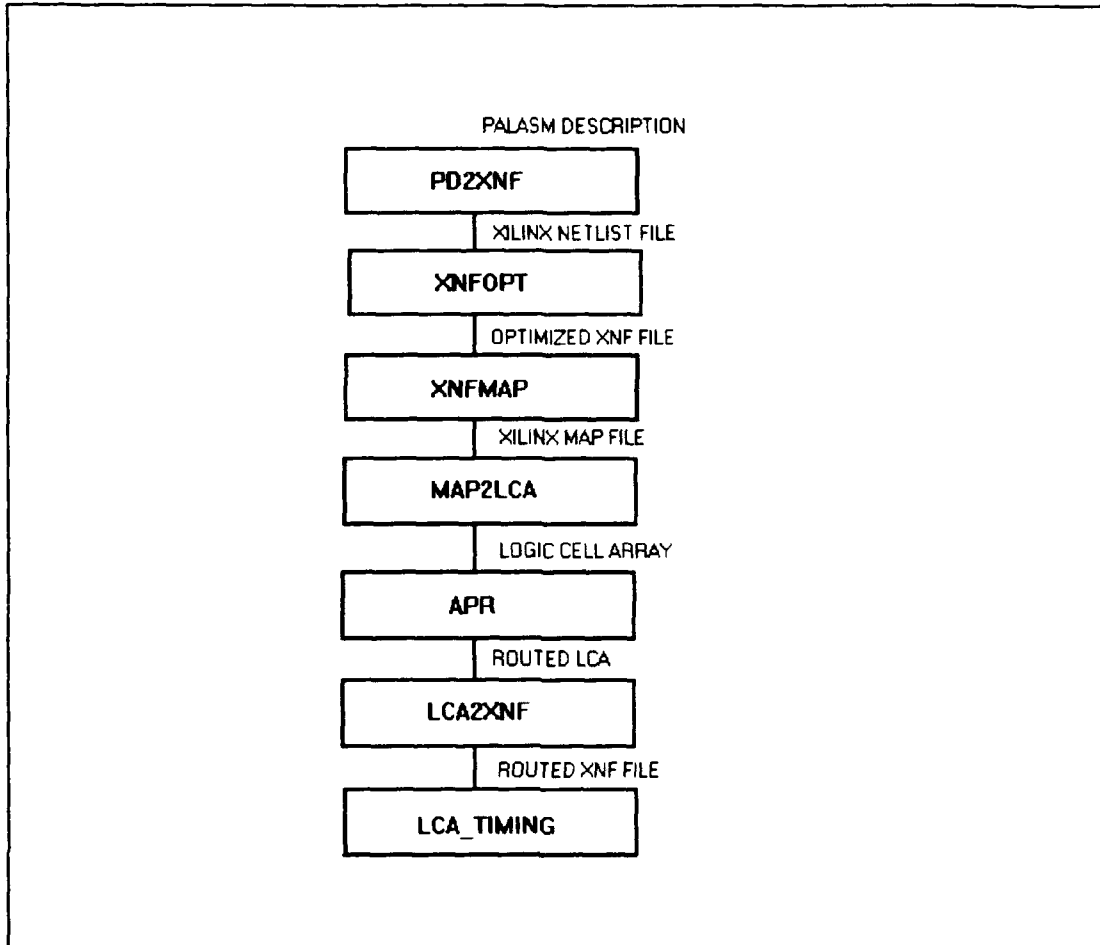 PALASM DESCRIPTION
PD2XNF
XILINX NETLIST FILE
XNFOPT
OPTIMIZED XNF FILE
XNFMAP
XILINX MAP FILE
MAP2LCA
LOGIC CELL ARRAY
APR
ROUTED LCA
LCA2XNF
ROUTED XNF FILE
LCA_TIMING